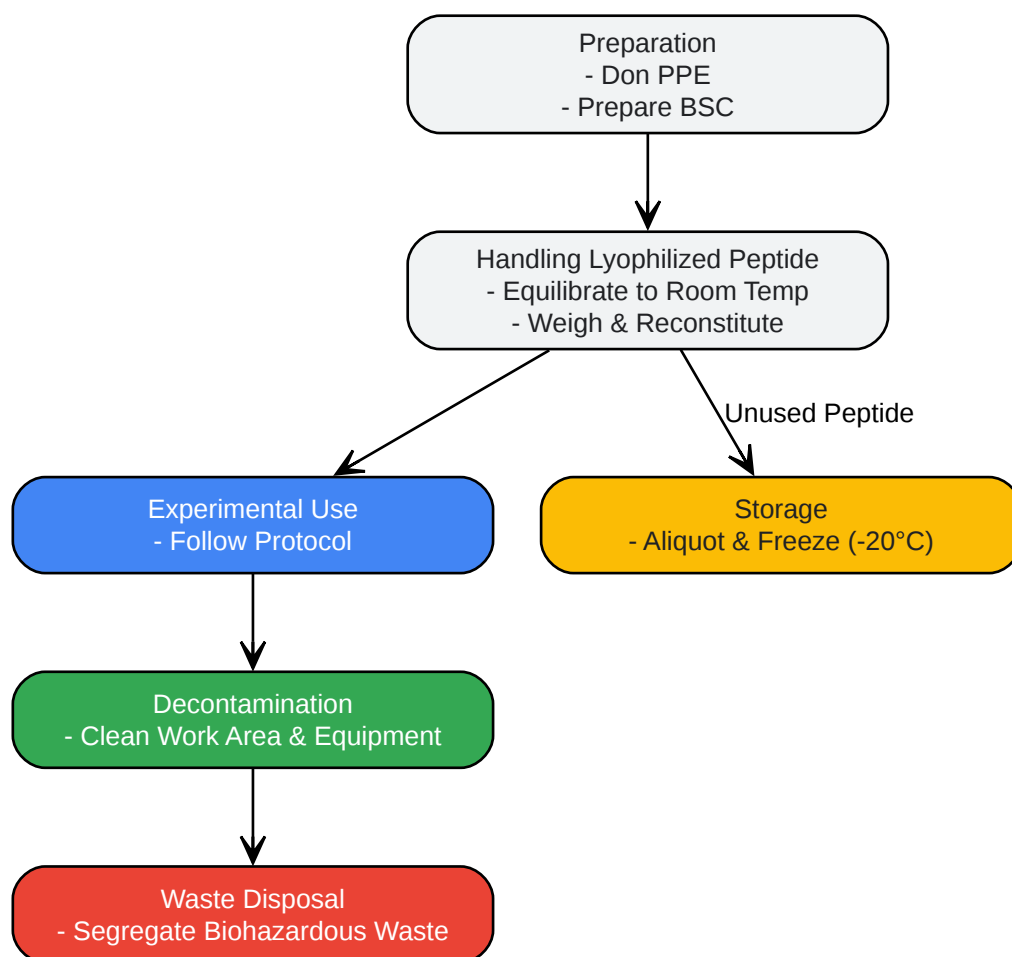 Preparation
- Don PPE
- Prepare BSC
Handling Lyophilized Peptide
- Equilibrate to Room Temp
- Weigh & Reconstitute
Unused Peptide
Experimental Use
- Follow Protocol
Storage
- Aliquot & Freeze (-20°C)
Decontamination
- Clean Work Area & Equipment
Waste Disposal
- Segregate Biohazardous Waste